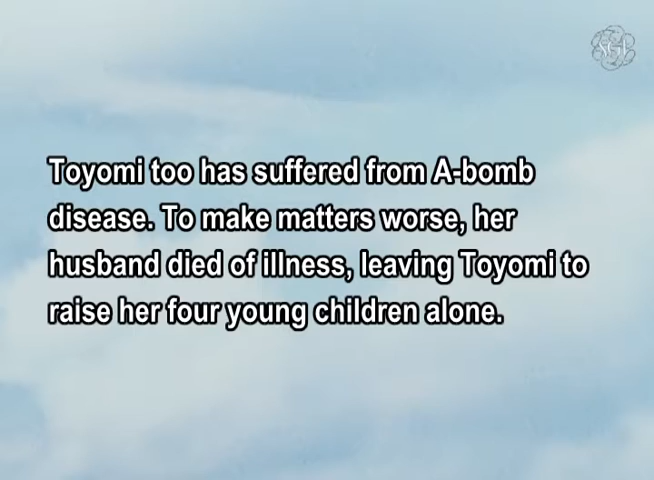 SGI
Toyomi too has suffered from A-bomb
disease. To make matters worse, her
husband died of illness, leaving Toyomi to
raise her four young children alone.